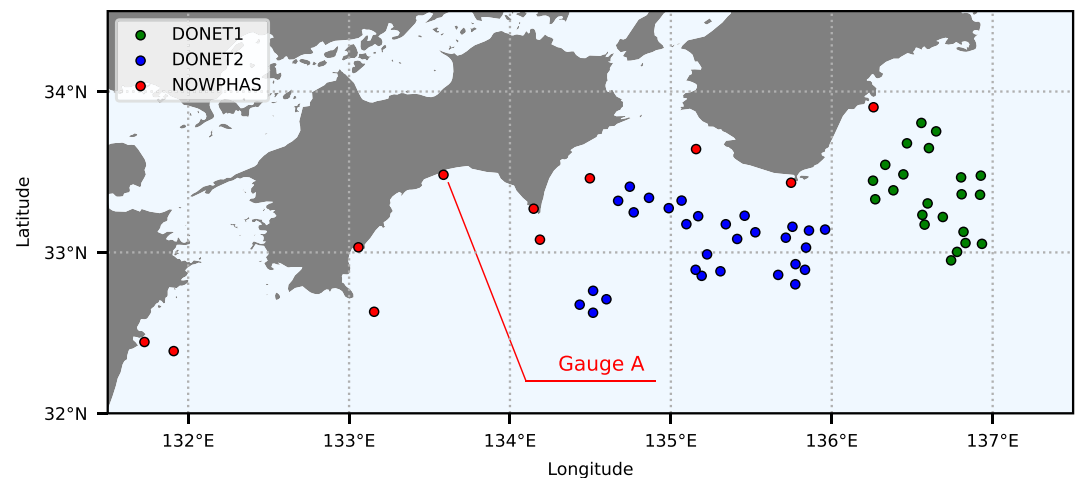 DONET1
DONET2
NOWPHAS
34°N
33°N
32°N
Latitude
Gauge A
132°E
133°E
134°E
135°E
136°E
137°E
Longitude